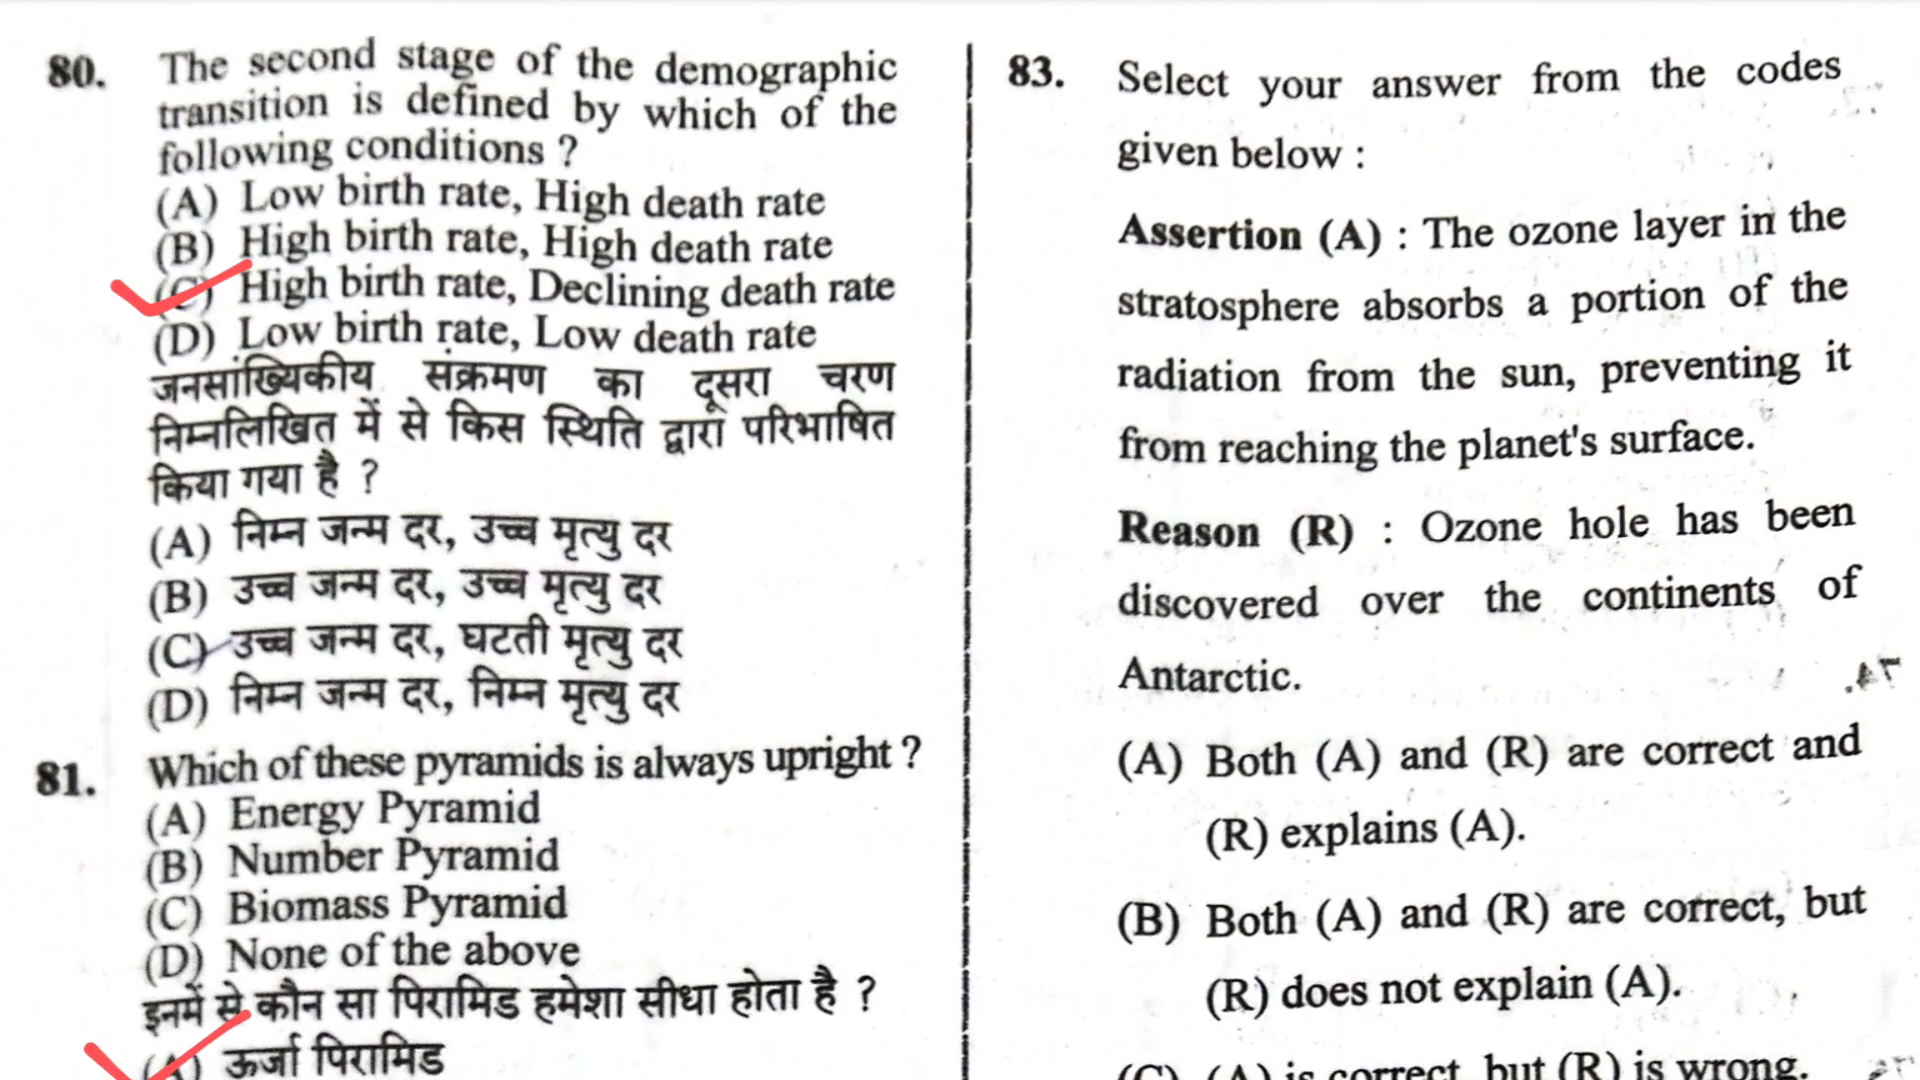 80. The second stage of the demographic
transition is defined by which of the
following conditions ?
(A) Low birth rate, High death rate
(B) High birth rate, High death rate
(C) High birth rate, Declining death rate
(D) Low birth rate, Low death rate
जनसांख्यिकीय संक्रमण का दूसरा चरण
निम्नलिखित में से किस स्थिति द्वारा परिभाषित
किया गया है ?
(A) निम्न जन्म दर, उच्च मृत्यु दर
(B) उच्च जन्म दर, उच्च मृत्यु दर
(C) उच्च जन्म दर, घटती मृत्यु दर
(D) निम्न जन्म दर, निम्न मृत्यु दर
81. Which of these pyramids is always upright ?
(A) Energy Pyramid
(B) Number Pyramid
(C) Biomass Pyramid
(D) None of the above
इनमें से कौन सा पिरामिड हमेशा सीधा होता है ?
(A) ऊर्जा पिरामिड
83. Select your answer from the codes
given below :
Assertion (A) : The ozone layer in the
stratosphere absorbs a portion of the
radiation from the sun, preventing it
from reaching the planet's surface.
Reason (R) : Ozone hole has been
discovered over the continents of
Antarctic.
(A) Both (A) and (R) are correct and
(R) explains (A).
(B) Both (A) and (R) are correct, but
(R) does not explain (A).
(C) (A) is correct, but (R) is wrong.